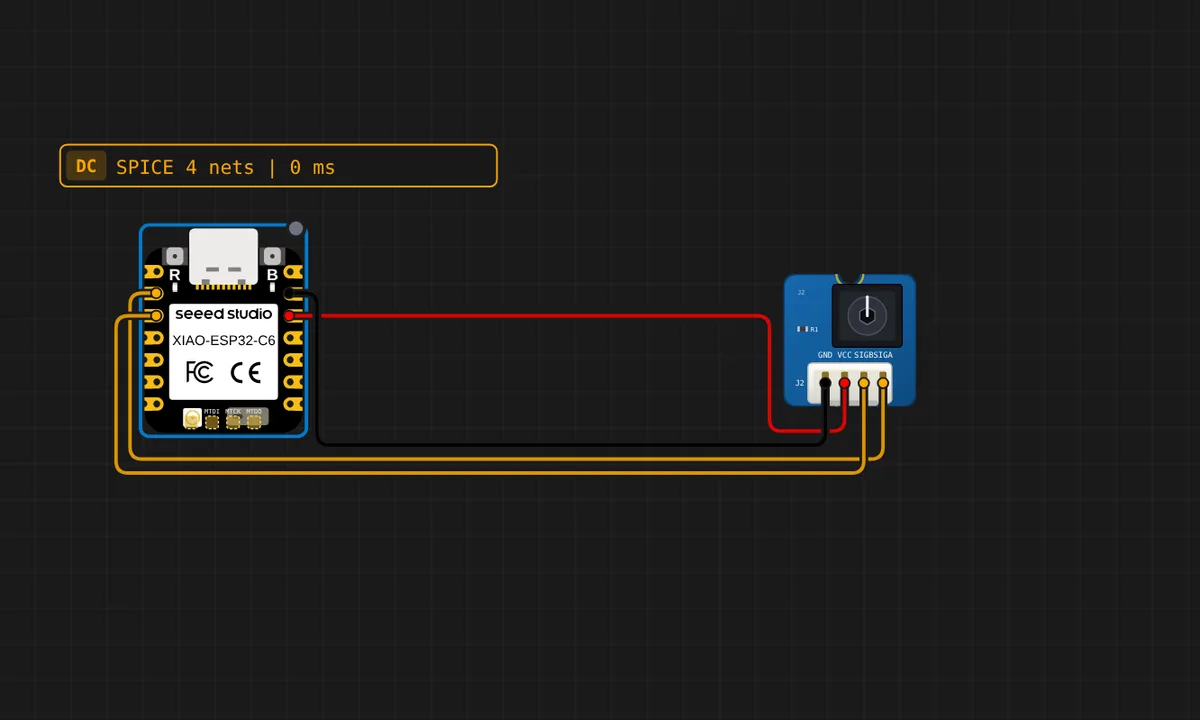 DC SPICE 4 nets | 0 ms
R B
seeed studio
XIAO-ESP32-C6
FC CE
MTDI MTCK MTDO
J2
R1
GND VCC SIGBSIGA
J2